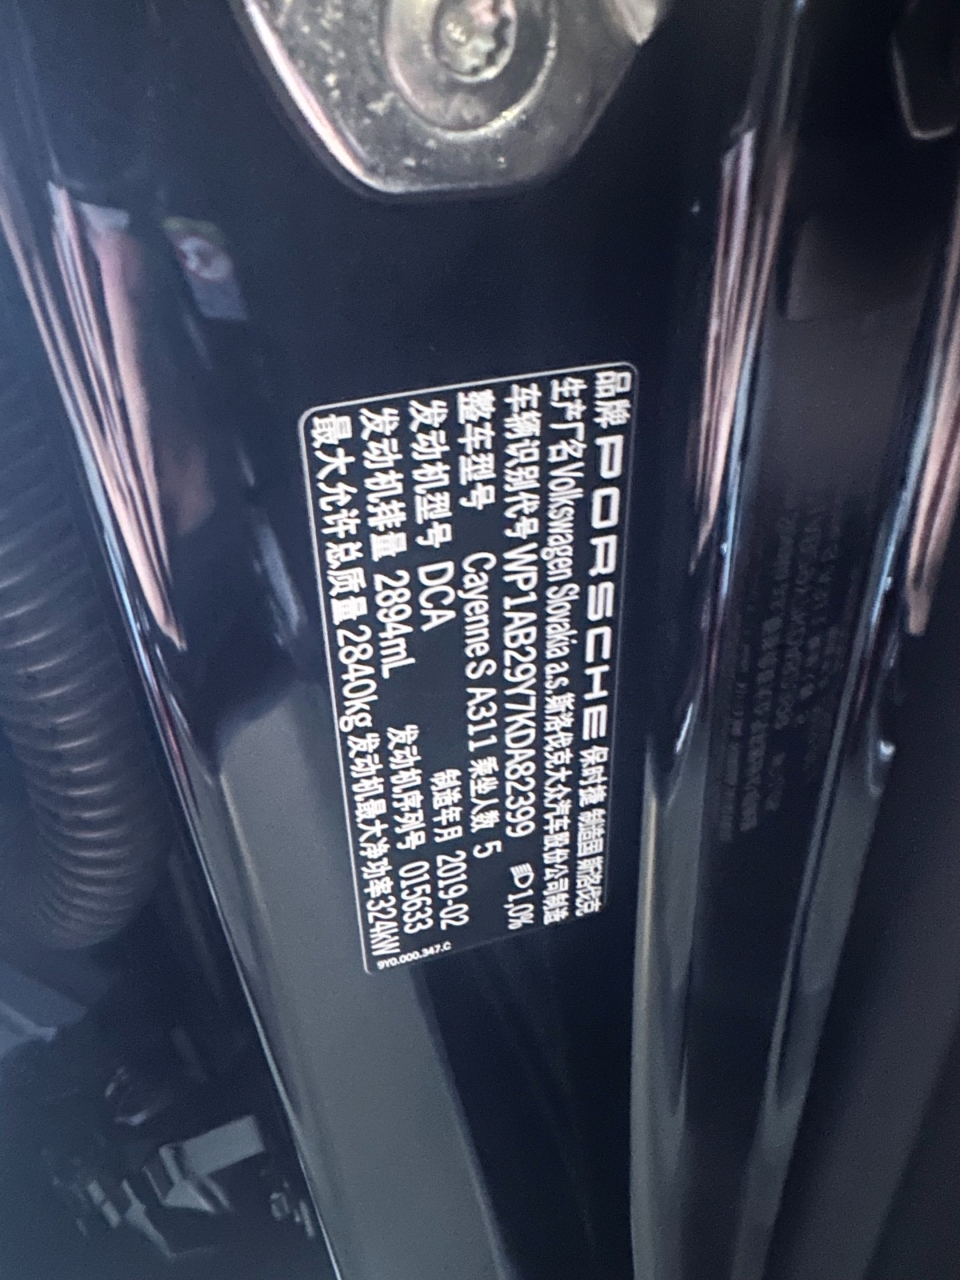 品牌 PORSCHE 保时捷 制造国 斯洛伐克
生产厂名 Volkswagen Slovakia a.s.斯洛伐克大众汽车股份公司制造
车辆识别代号 WP1AB29Y7KDA82399 1,0%
整车型号 Cayenne S A311 乘坐人数 5
发动机型号 DCA 制造年月 2019-02
发动机排量 2894mL 发动机序列号 015633
最大允许总质量 2840kg 发动机最大净功率 324kW
9Y0.000.347.C